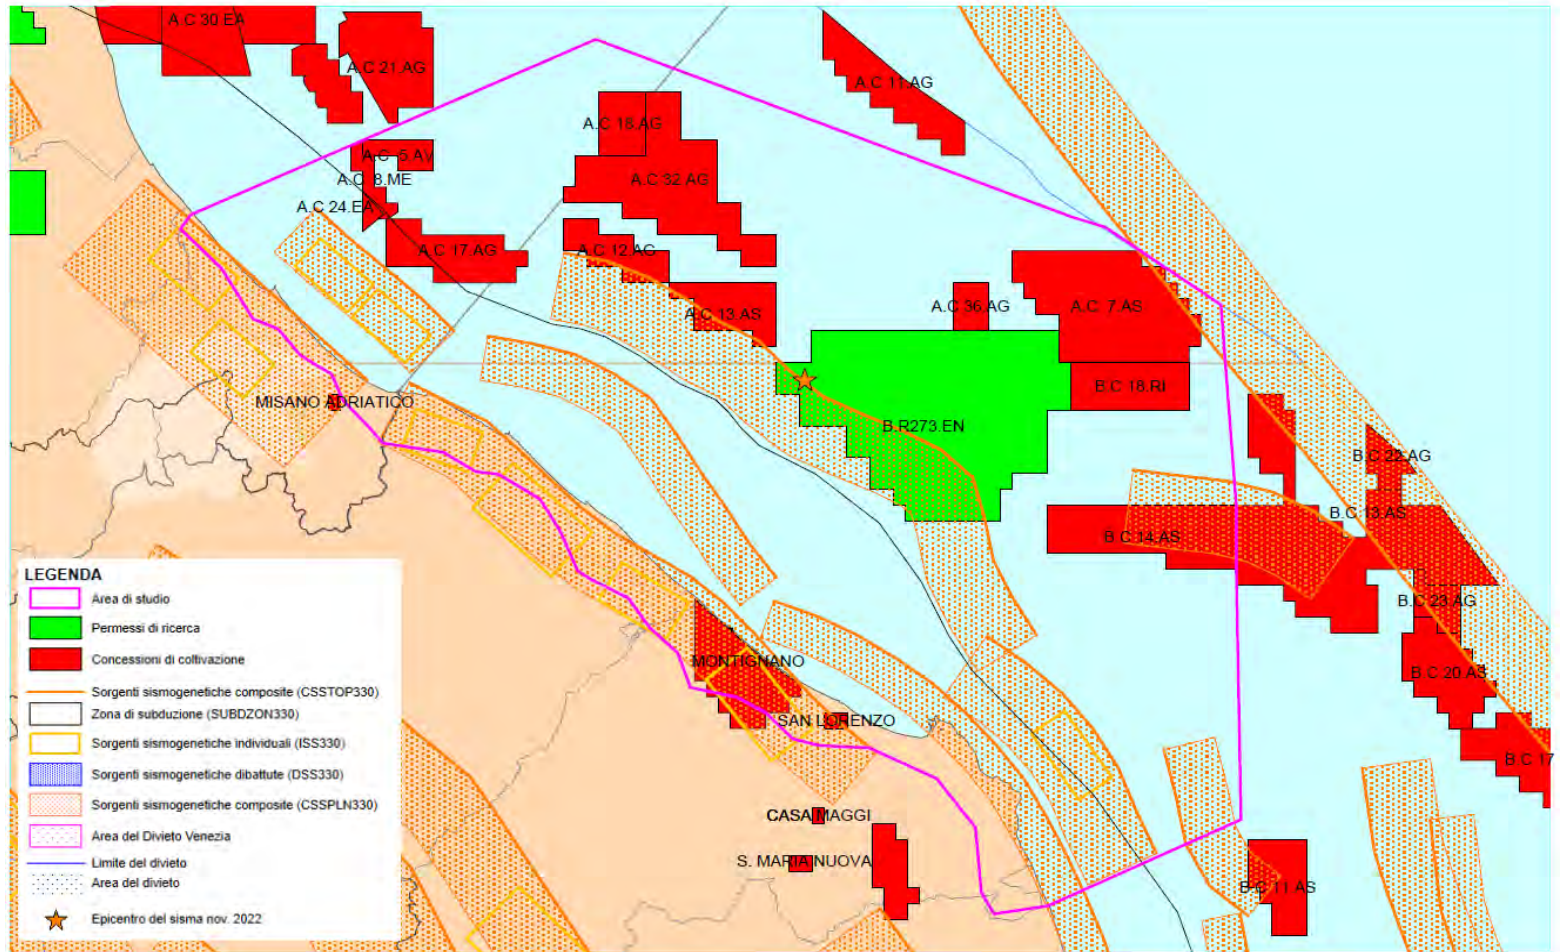 A.C 30.EA
A.C 21.AG
A.C 11.AG
A.C 16.AG
A.C 5.AV
A.C 8.ME
A.C 32.AG
A.C 24.EA
A.C 17.AG
A.C 12.AG
A.C 13.AS
A.C 36.AG
A.C 7.AS
B.C 18.RI
MISANO ADRIATICO
B.R273.EN
B.C 22.AG
B.C 13.AS
B.C 14.AS
B.C 23.AG
MONTIGNANO
B.C 20.AS
SAN LORENZO
B.C 17
CASA MAGGI
S. MARIA NUOVA
B.C 11.AS
LEGENDA
Area di studio
Permessi di ricerca
Concessioni di coltivazione
Sorgenti sismogenetiche composite (CSSTOP330)
Zona di subduzione (SUBDZON330)
Sorgenti sismogenetiche individuali (ISS330)
Sorgenti sismogenetiche dibattute (DSS330)
Sorgenti sismogenetiche composite (CSSPLN330)
Area del Divieto Venezia
Limite del divieto
Area del divieto
Epicentro del sisma nov. 2022